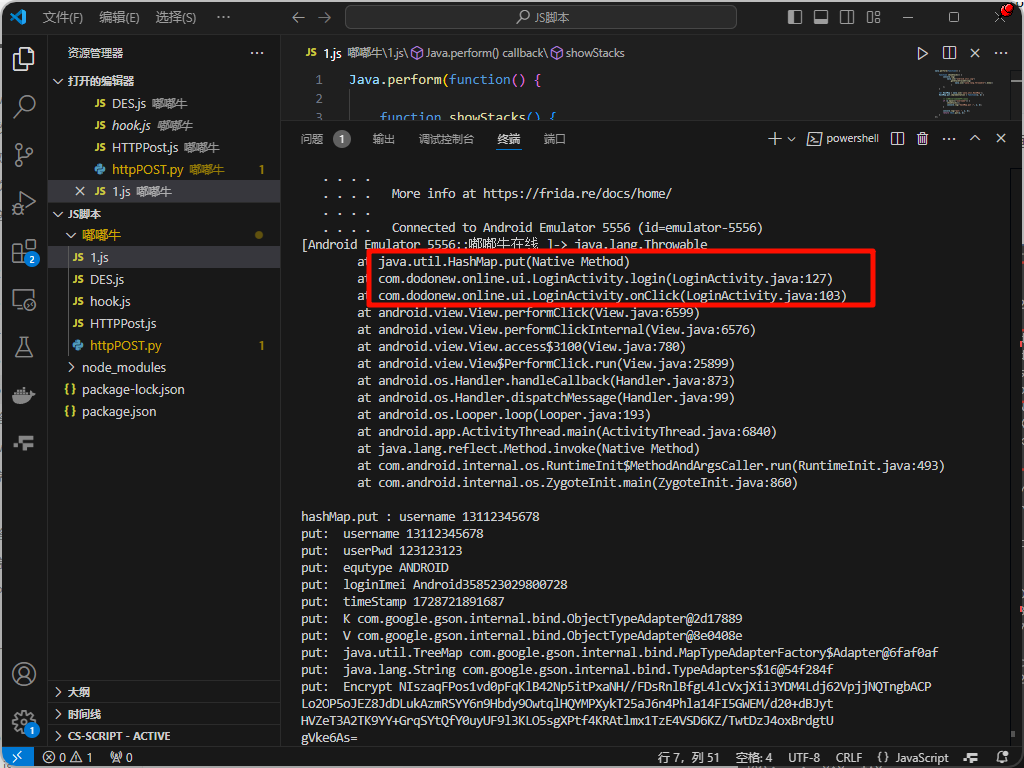 文件(F) 编辑(E) 选择(S) ··· JS脚本
资源管理器 ···
打开的编辑器
JS DES.js 嘟嘟牛
JS hook.js 嘟嘟牛
JS HTTPPost.js 嘟嘟牛
httpPOST.py 嘟嘟牛 1
JS 1.js 嘟嘟牛
JS脚本
嘟嘟牛
JS 1.js
JS DES.js
JS hook.js
JS HTTPPost.js
httpPOST.py 1
node_modules
{} package-lock.json
{} package.json
大纲
时间线
CS-SCRIPT - ACTIVE
2
1
JS 1.js 嘟嘟牛\1.js\Java.perform() callback\showStacks
1 Java.perform(function() {
2
3 function showStacks() {
问题 1 输出 调试控制台 终端 端口 powershell ···
. . . .
. . . . More info at https://frida.re/docs/home/
. . . .
. . . . Connected to Android Emulator 5556 (id=emulator-5556)
[Android Emulator 5556::嘟嘟牛在线 ]-> java.lang.Throwable
at java.util.HashMap.put(Native Method)
at com.dodonew.online.ui.LoginActivity.login(LoginActivity.java:127)
at com.dodonew.online.ui.LoginActivity.onClick(LoginActivity.java:103)
at android.view.View.performClick(View.java:6599)
at android.view.View.performClickInternal(View.java:6576)
at android.view.View.access$3100(View.java:780)
at android.view.View$PerformClick.run(View.java:25899)
at android.os.Handler.handleCallback(Handler.java:873)
at android.os.Handler.dispatchMessage(Handler.java:99)
at android.os.Looper.loop(Looper.java:193)
at android.app.ActivityThread.main(ActivityThread.java:6840)
at java.lang.reflect.Method.invoke(Native Method)
at com.android.internal.os.RuntimeInit$MethodAndArgsCaller.run(RuntimeInit.java:493)
at com.android.internal.os.ZygoteInit.main(ZygoteInit.java:860)
hashMap.put : username 13112345678
put: username 13112345678
put: userPwd 123123123
put: equtype ANDROID
put: loginImei Android358523029800728
put: timeStamp 1728721891687
put: K com.google.gson.internal.bind.ObjectTypeAdapter@2d17889
put: V com.google.gson.internal.bind.ObjectTypeAdapter@8e0408e
put: java.util.TreeMap com.google.gson.internal.bind.MapTypeAdapterFactory$Adapter@6faf0af
put: java.lang.String com.google.gson.internal.bind.TypeAdapters$16@54f284f
put: Encrypt NIszaqFPos1vd0pFqKlB42Np5itPxaNH//FDsRnlBfgL4lcVxjXii3YDM4Ldj62VpjjNQTngbACP
Lo2OP5oJEZ8JdDLukAzmRSYY6n9Hbdy9OwtqlHQYMPXykT25aJ6n4Phla14FI5GWEM/d20+dBJyt
HVZeT3A2TK9YY+GrqSYtQfY0uyUF9l3KLO5sgXPtf4KRAtlmx1TzE4VSD6KZ/TwtDzJ4oxBrdgtU
gVke6As=
0 1 0 行 7，列 51 空格: 4 UTF-8 CRLF {} JavaScript